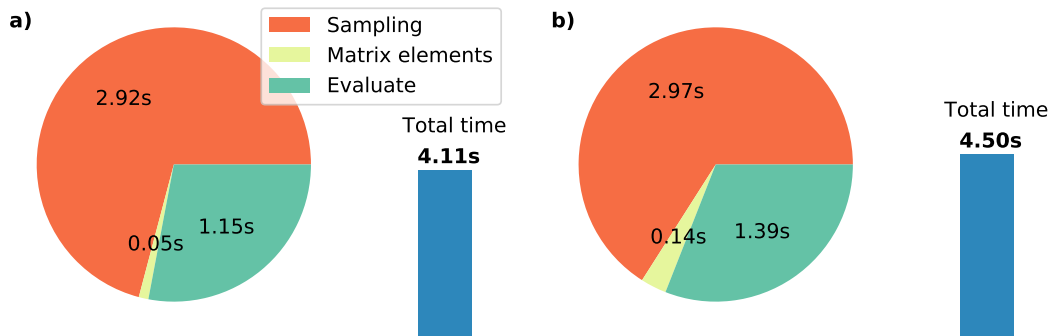 a)
Sampling
Matrix elements
Evaluate
2.92s
0.05s
1.15s
Total time
4.11s
b)
2.97s
0.14s
1.39s
Total time
4.50s